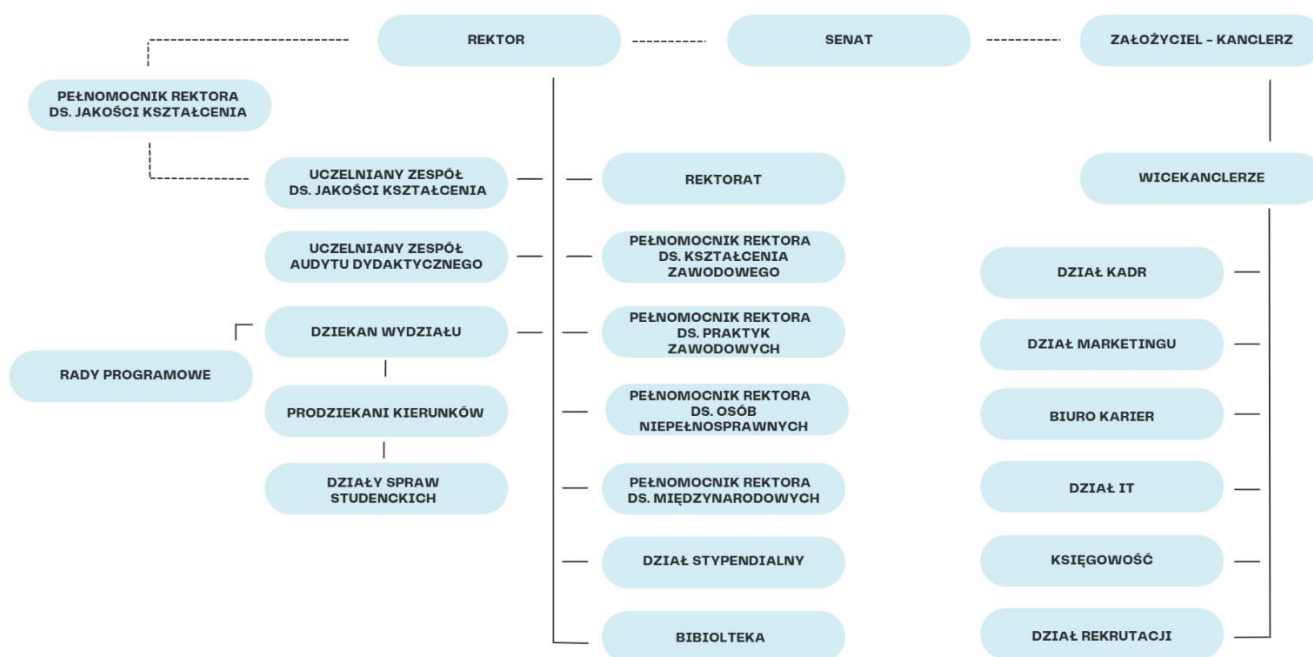 REKTOR
SENAT
ZAŁOŻYCIEL - KANCLERZ
PEŁNOMOCNIK REKTORA
DS. JAKOŚCI KSZTAŁCENIA
UCZELNIANY ZESPÓŁ
DS. JAKOŚCI KSZTAŁCENIA
REKTORAT
WICEKANCLERZE
UCZELNIANY ZESPÓŁ
AUDYTU DYDAKTYCZNEGO
PEŁNOMOCNIK REKTORA
DS. KSZTAŁCENIA
ZAWODOWEGO
DZIAŁ KADR
DZIEKAN WYDZIAŁU
PEŁNOMOCNIK REKTORA
DS. PRAKTYK
ZAWODOWYCH
DZIAŁ MARKETINGU
RADY PROGRAMOWE
PRODZIEKANI KIERUNKÓW
PEŁNOMOCNIK REKTORA
DS. OSÓB
NIEPEŁNOSPRAWNYCH
BIURO KARIER
DZIAŁY SPRAW
STUDENCKICH
PEŁNOMOCNIK REKTORA
DS. MIĘDZYNARODOWYCH
DZIAŁ IT
DZIAŁ STYPENDIALNY
KSIĘGOWOŚĆ
BIBIOLTEKA
DZIAŁ REKRUTACJI